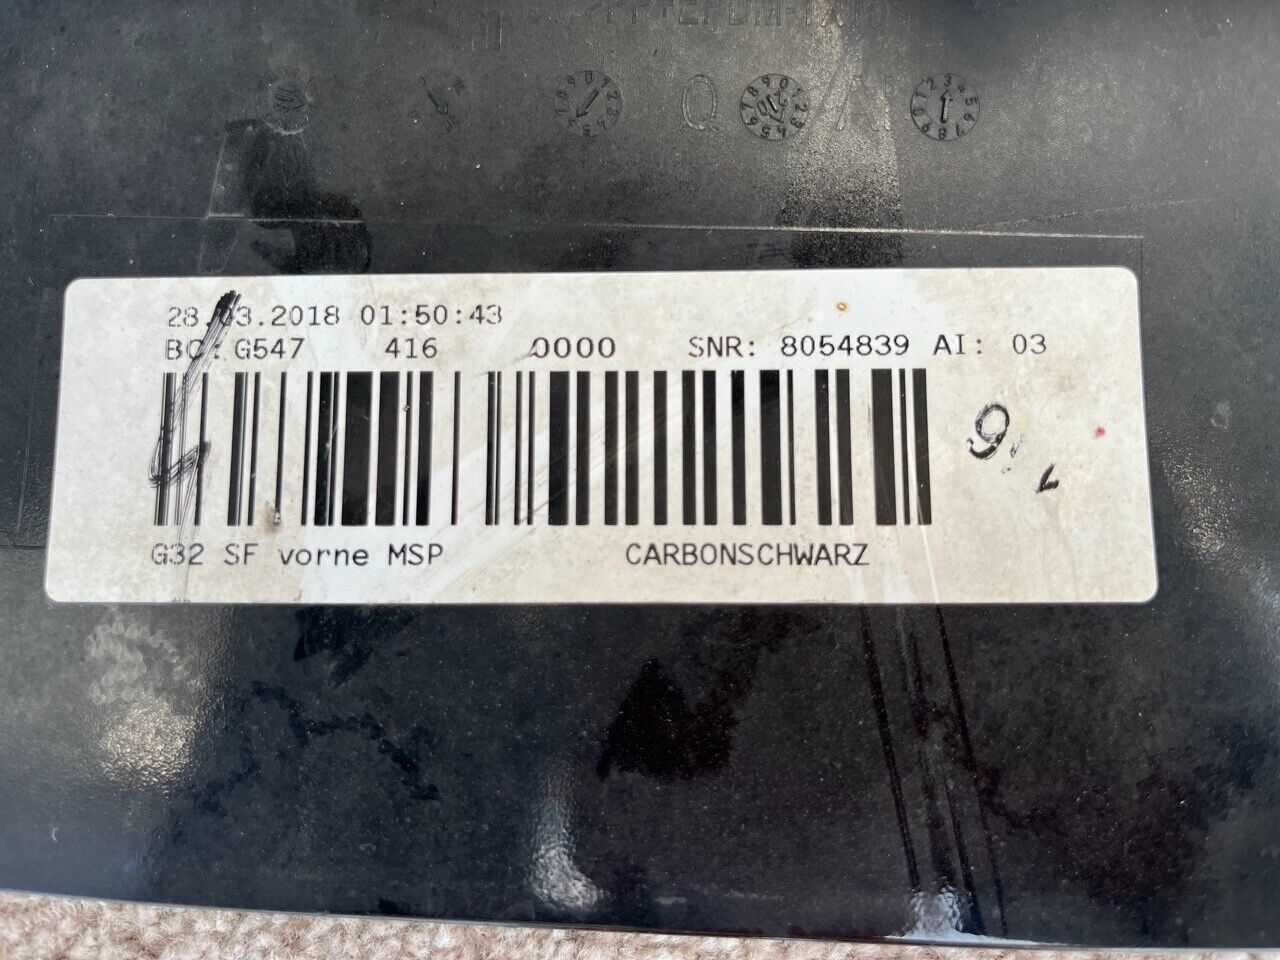 28.03.2018 01:50:43
BC: G547 416 0000 SNR: 8054839 AI: 03
G32 SF vorne MSP CARBONSCHWARZ